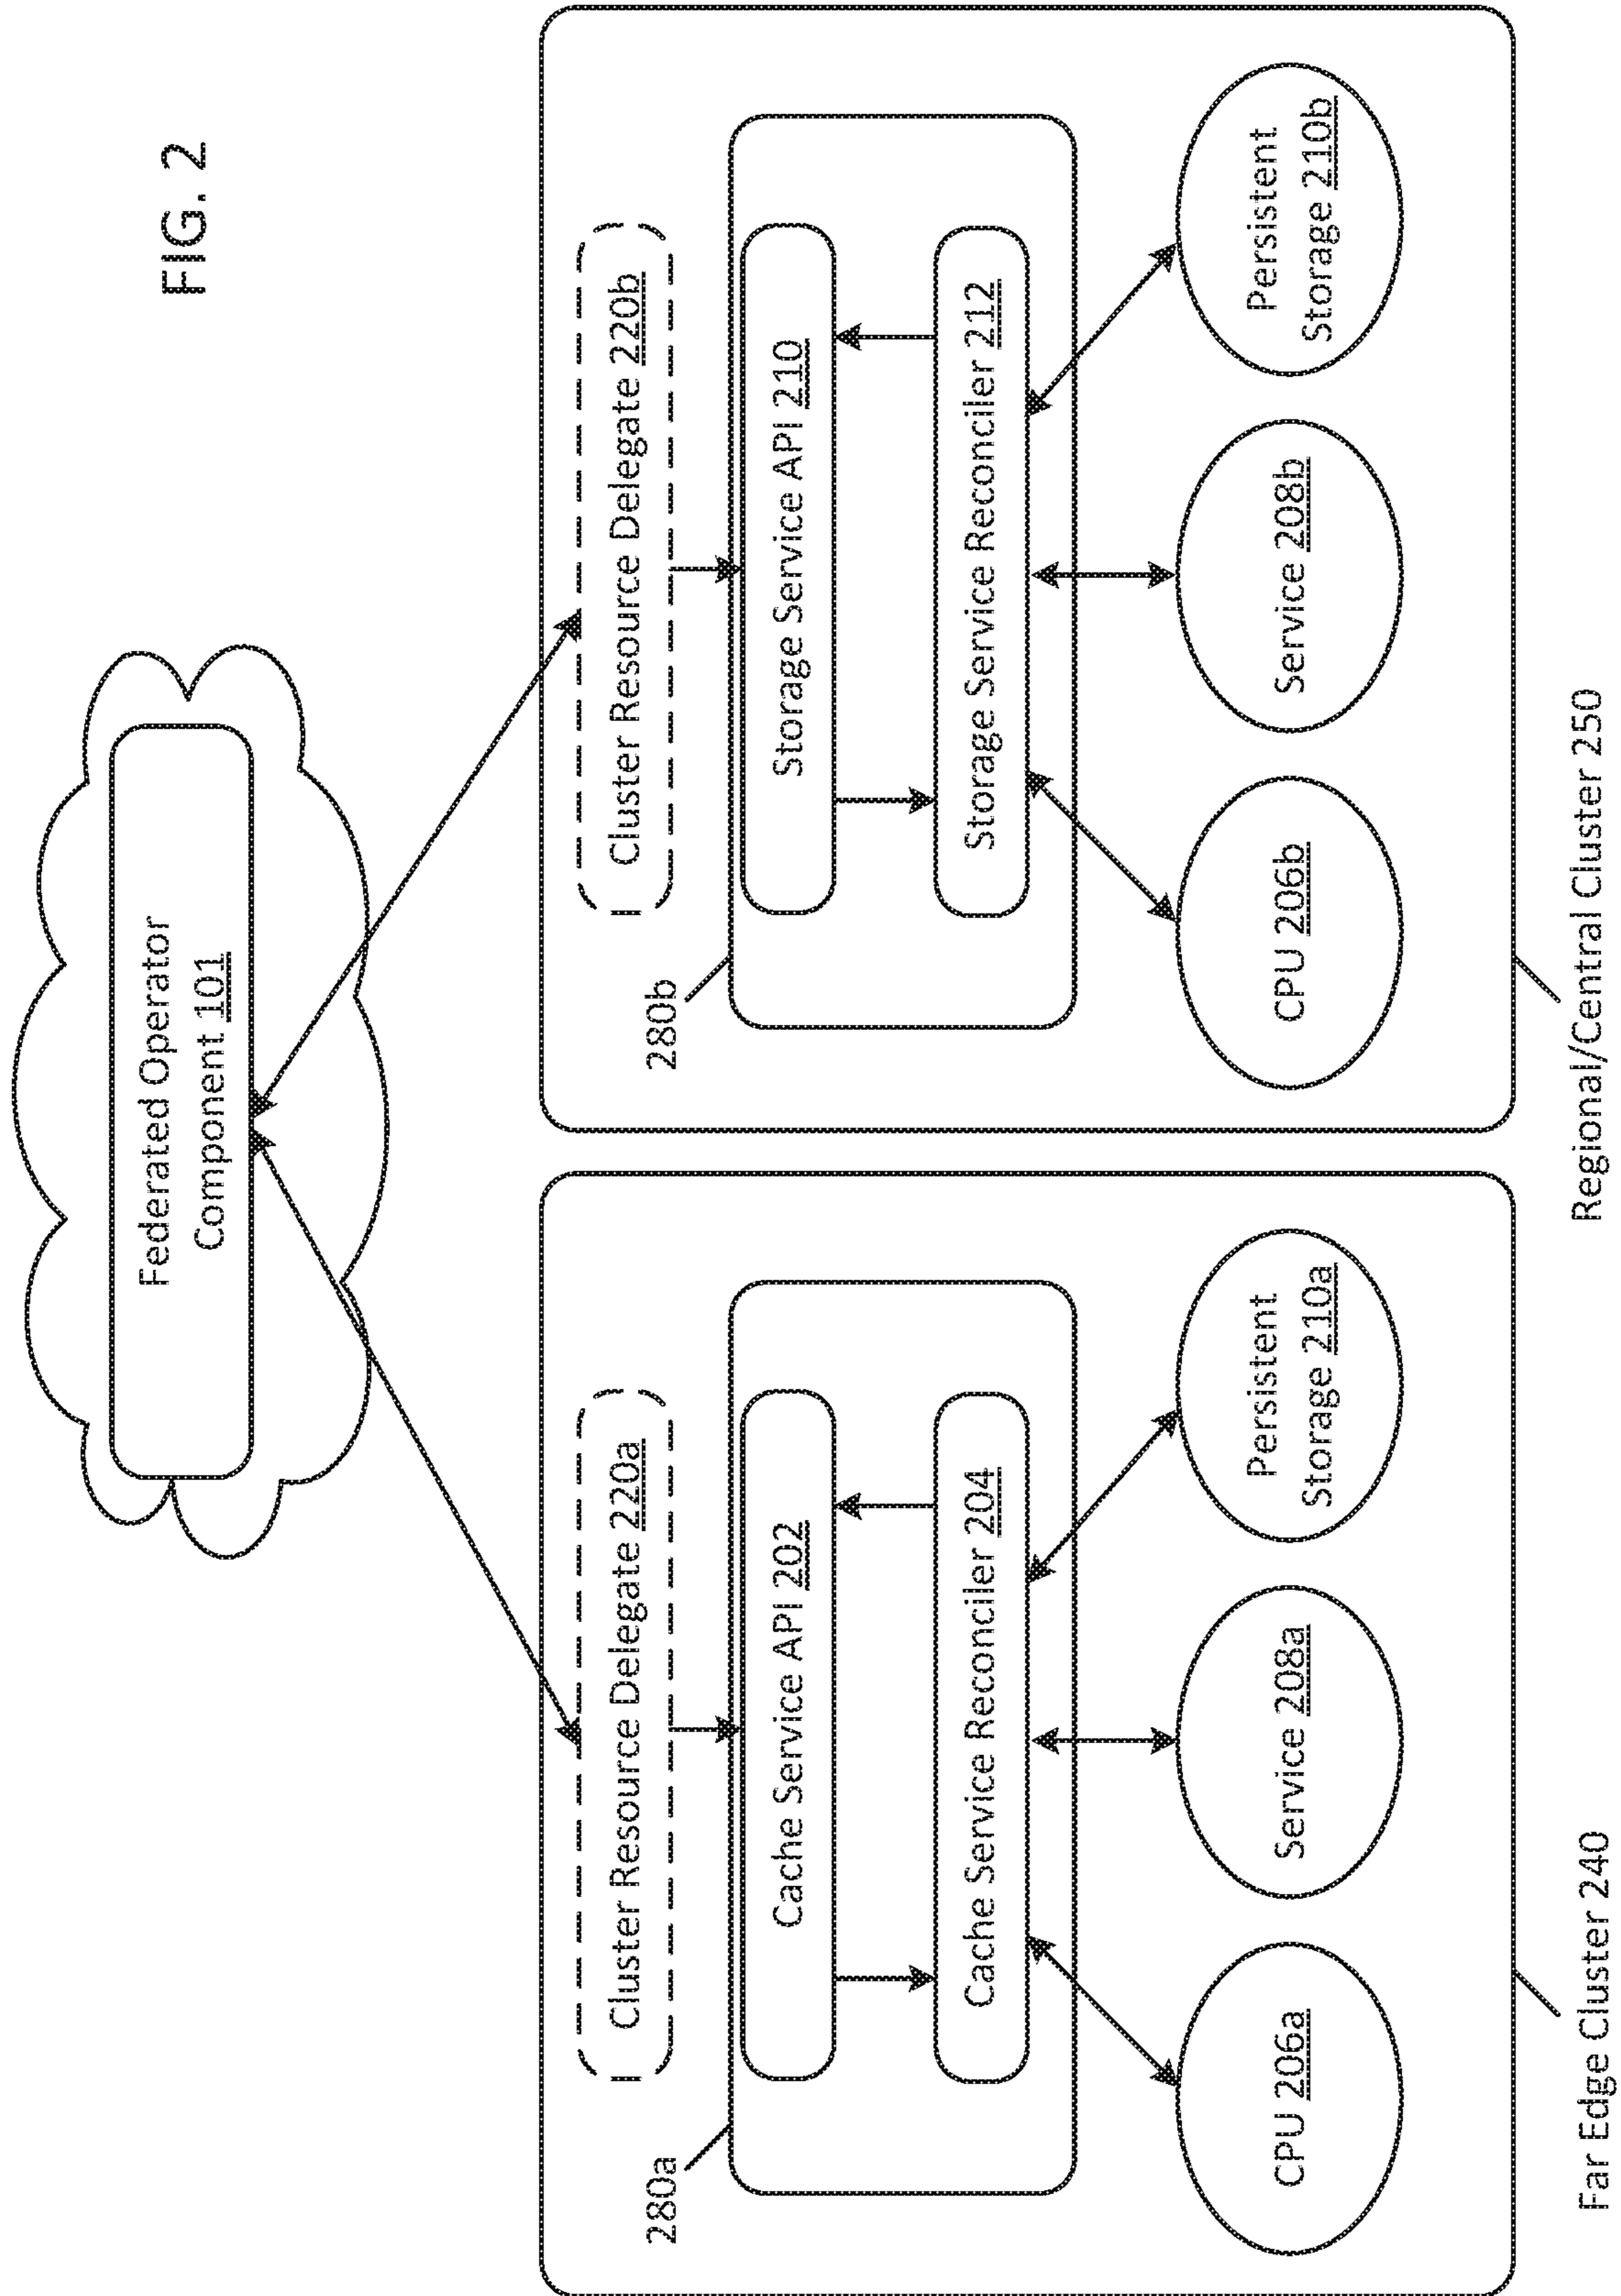 FIG. 2
Federated Operator
Component 101
Cluster Resource Delegate 220a
280a
Cache Service API 202
Cache Service Reconciler 204
CPU 206a
Service 208a
Persistent
Storage 210a
Far Edge Cluster 240
Cluster Resource Delegate 220b
280b
Storage Service API 210
Storage Service Reconciler 212
CPU 206b
Service 208b
Persistent
Storage 210b
Regional/Central Cluster 250